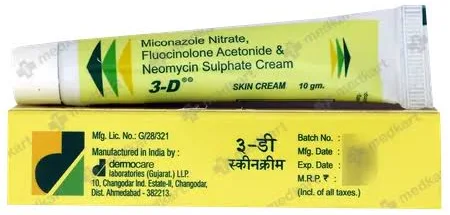 Miconazole Nitrate,
Fluocinolone Acetonide &
Neomycin Sulphate Cream
3-D
SKIN CREAM 10 gm.
Mfg. Lic. No.: G/28/321
Manufactured in India by :
dermocare
laboratories (Gujarat.) LLP.
10, Changodar Ind. Estate-II, Changodar,
Dist. Ahmedabad - 382213.
३-डी
स्कीनक्रीम
Batch No. :
Mfg. Date :
Exp. Date :
M.R.P. ₹ :
(Incl. of all taxes.)
medkart